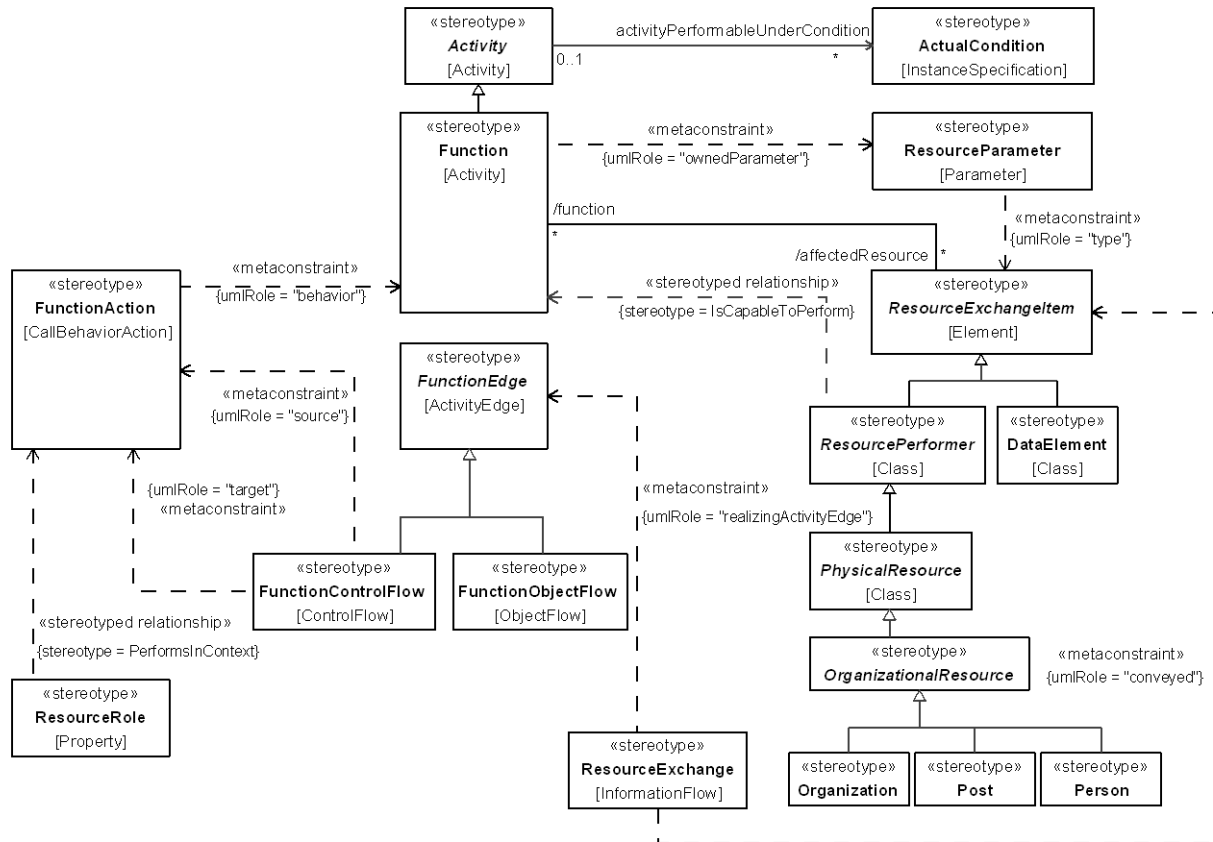 «stereotype»
Activity
[Activity]
activityPerformableUnderCondition
0..1
*
«stereotype»
ActualCondition
[InstanceSpecification]
«stereotype»
Function
[Activity]
«metaconstraint»
{umlRole = "ownedParameter"}
«stereotype»
ResourceParameter
[Parameter]
/function
*
/affectedResource
*
«metaconstraint»
{umlRole = "type"}
«stereotype»
FunctionAction
[CallBehaviorAction]
«metaconstraint»
{umlRole = "behavior"}
«stereotyped relationship»
{stereotype = IsCapableToPerform}
«stereotype»
ResourceExchangeItem
[Element]
«stereotype»
FunctionEdge
[ActivityEdge]
«metaconstraint»
{umlRole = "source"}
«stereotype»
ResourcePerformer
[Class]
«stereotype»
DataElement
[Class]
{umlRole = "target"}
«metaconstraint»
«metaconstraint»
{umlRole = "realizingActivityEdge"}
«stereotype»
FunctionControlFlow
[ControlFlow]
«stereotype»
FunctionObjectFlow
[ObjectFlow]
«stereotype»
PhysicalResource
[Class]
«stereotyped relationship»
{stereotype = PerformsInContext}
«stereotype»
OrganizationalResource
«metaconstraint»
{umlRole = "conveyed"}
«stereotype»
ResourceRole
[Property]
«stereotype»
ResourceExchange
[InformationFlow]
«stereotype»
Organization
«stereotype»
Post
«stereotype»
Person